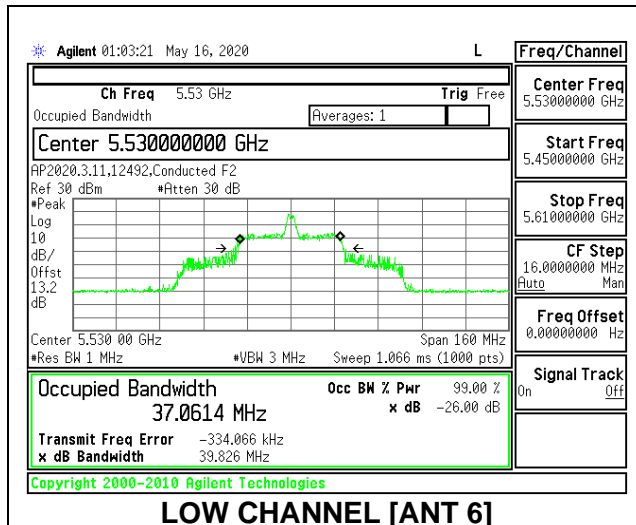 Agilent 01:03:21 May 16, 2020 L Freq/Channel
Ch Freq 5.53 GHz Trig Free
Occupied Bandwidth Averages: 1
Center 5.530000000 GHz
AP2020.3.11,12492,Conducted F2
Ref 30 dBm #Atten 30 dB
#Peak
Log
10
dB/
Offst
13.2
dB
Center 5.530 00 GHz Span 160 MHz
#Res BW 1 MHz #VBW 3 MHz Sweep 1.066 ms (1000 pts)
Occupied Bandwidth Occ BW % Pwr 99.00 %
37.0614 MHz x dB -26.00 dB
Transmit Freq Error -334.066 kHz
x dB Bandwidth 39.826 MHz
Copyright 2000-2010 Agilent Technologies
Center Freq
5.53000000 GHz
Start Freq
5.45000000 GHz
Stop Freq
5.61000000 GHz
CF Step
16.0000000 MHz
Auto Man
Freq Offset
0.00000000 Hz
Signal Track
On Off
LOW CHANNEL [ANT 6]